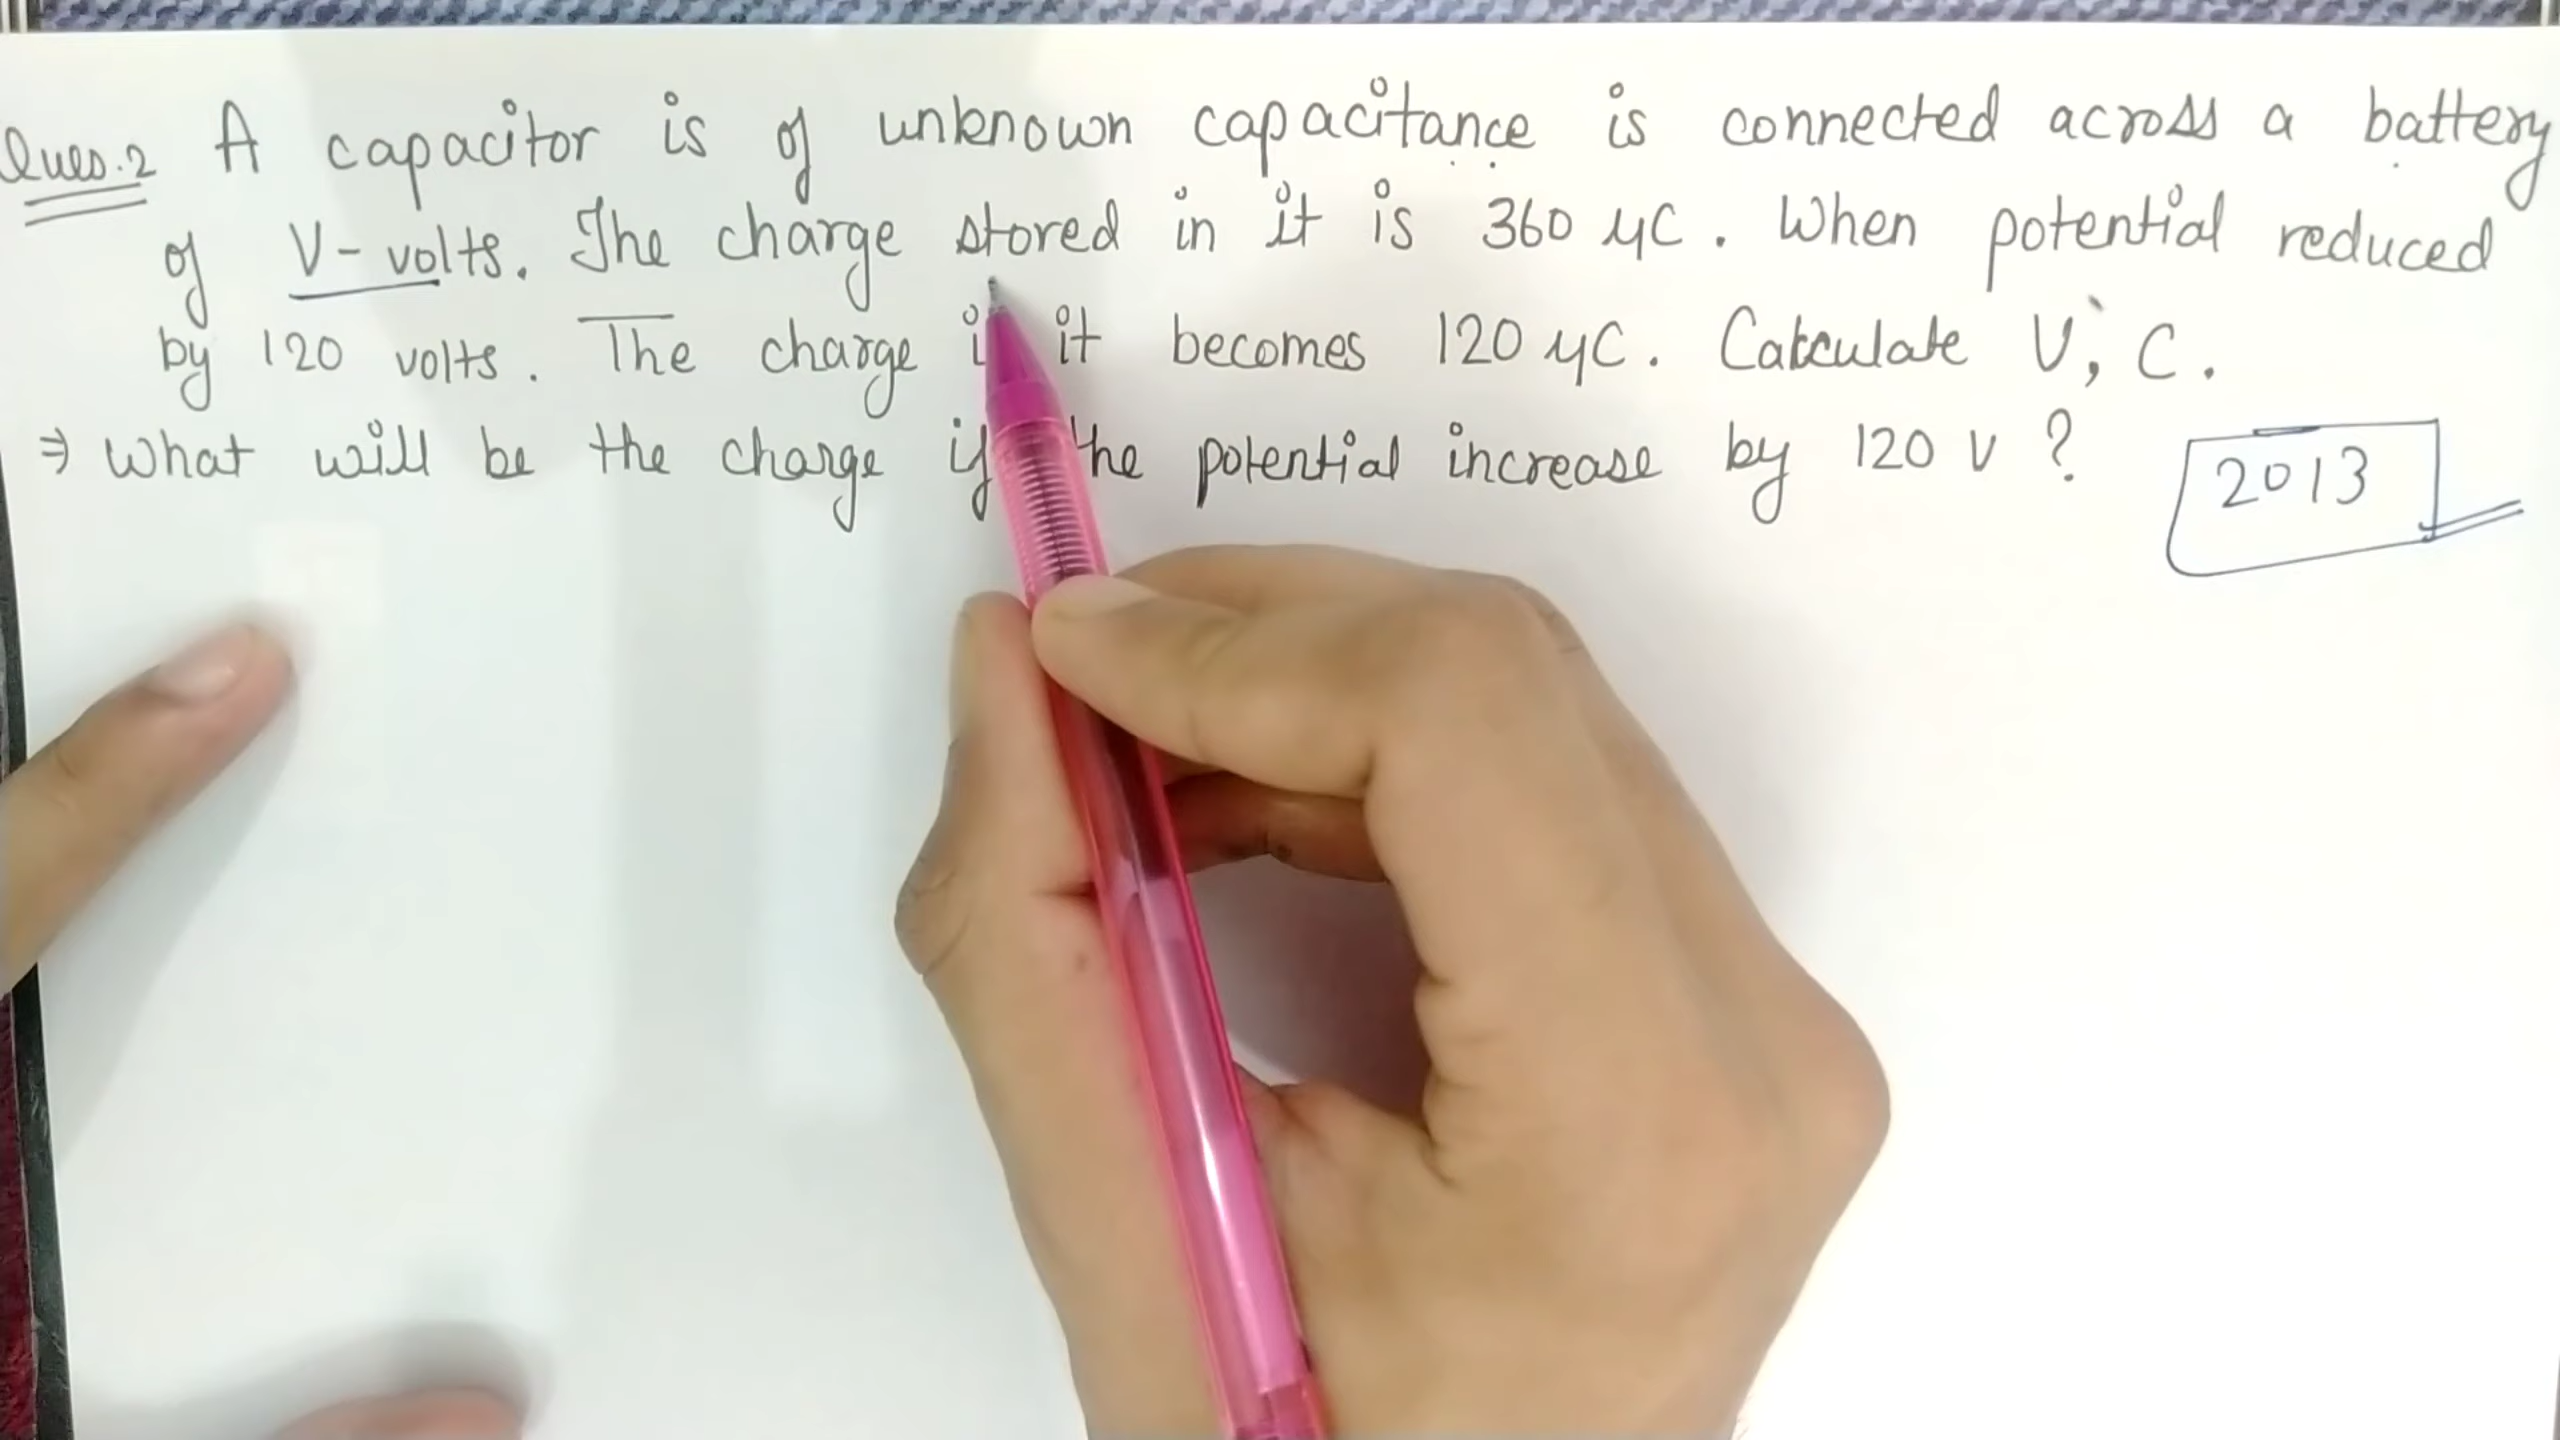 Ques.2 A capacitor is of unknown capacitance is connected across a battery
of V-volts. The charge stored in it is 360 μC. When potential reduced
by 120 volts. The charge it becomes 120 μC. Calculate V, C.
⇒ What will be the charge if the potential increase by 120 V ?
2013